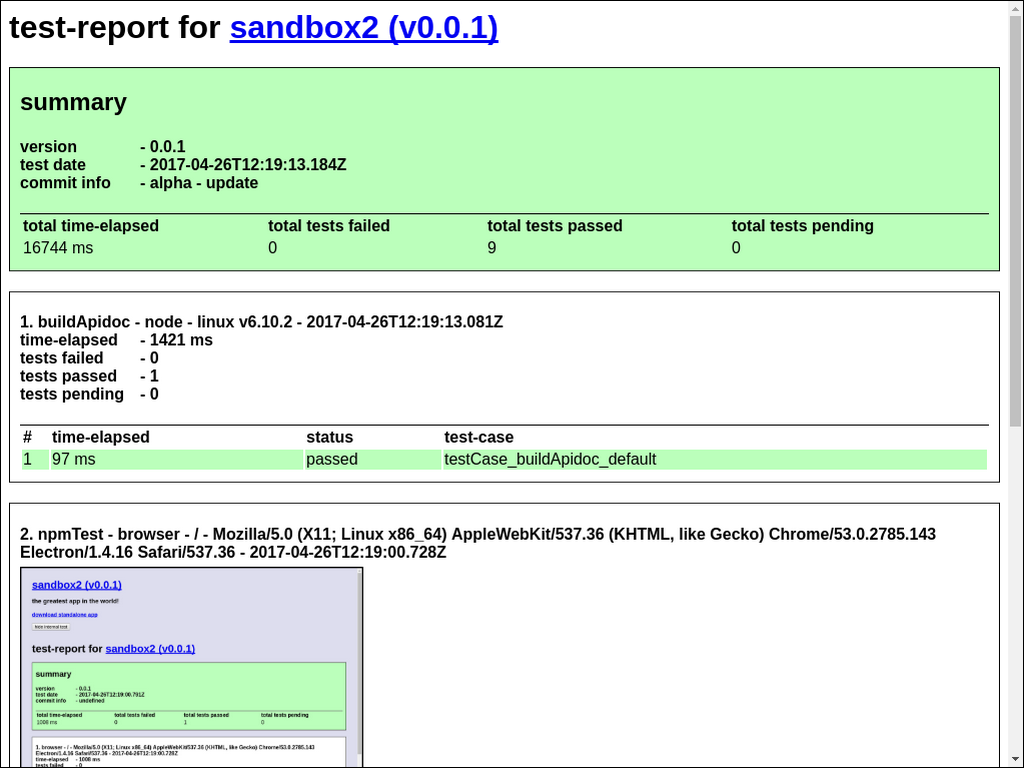 test-report for sandbox2 (v0.0.1)
summary
version - 0.0.1
test date - 2017-04-26T12:19:13.184Z
commit info - alpha - update
total time-elapsed total tests failed total tests passed total tests pending
16744 ms 0 9 0
1. buildApidoc - node - linux v6.10.2 - 2017-04-26T12:19:13.081Z
time-elapsed - 1421 ms
tests failed - 0
tests passed - 1
tests pending - 0
# time-elapsed status test-case
1 97 ms passed testCase_buildApidoc_default
2. npmTest - browser - / - Mozilla/5.0 (X11; Linux x86_64) AppleWebKit/537.36 (KHTML, like Gecko) Chrome/53.0.2785.143
Electron/1.4.16 Safari/537.36 - 2017-04-26T12:19:00.728Z
sandbox2 (v0.0.1)
the greatest app in the world!
download standalone app
hide internal test
test-report for sandbox2 (v0.0.1)
summary
version - 0.0.1
test date - 2017-04-26T12:19:00.791Z
commit info - undefined
total time-elapsed total tests failed total tests passed total tests pending
1008 ms 0 1 0
1. browser - / - Mozilla/5.0 (X11; Linux x86_64) AppleWebKit/537.36 (KHTML, like Gecko) Chrome/53.0.2785.143
Electron/1.4.16 Safari/537.36 - 2017-04-26T12:19:00.728Z
time-elapsed - 1008 ms
tests failed - 0